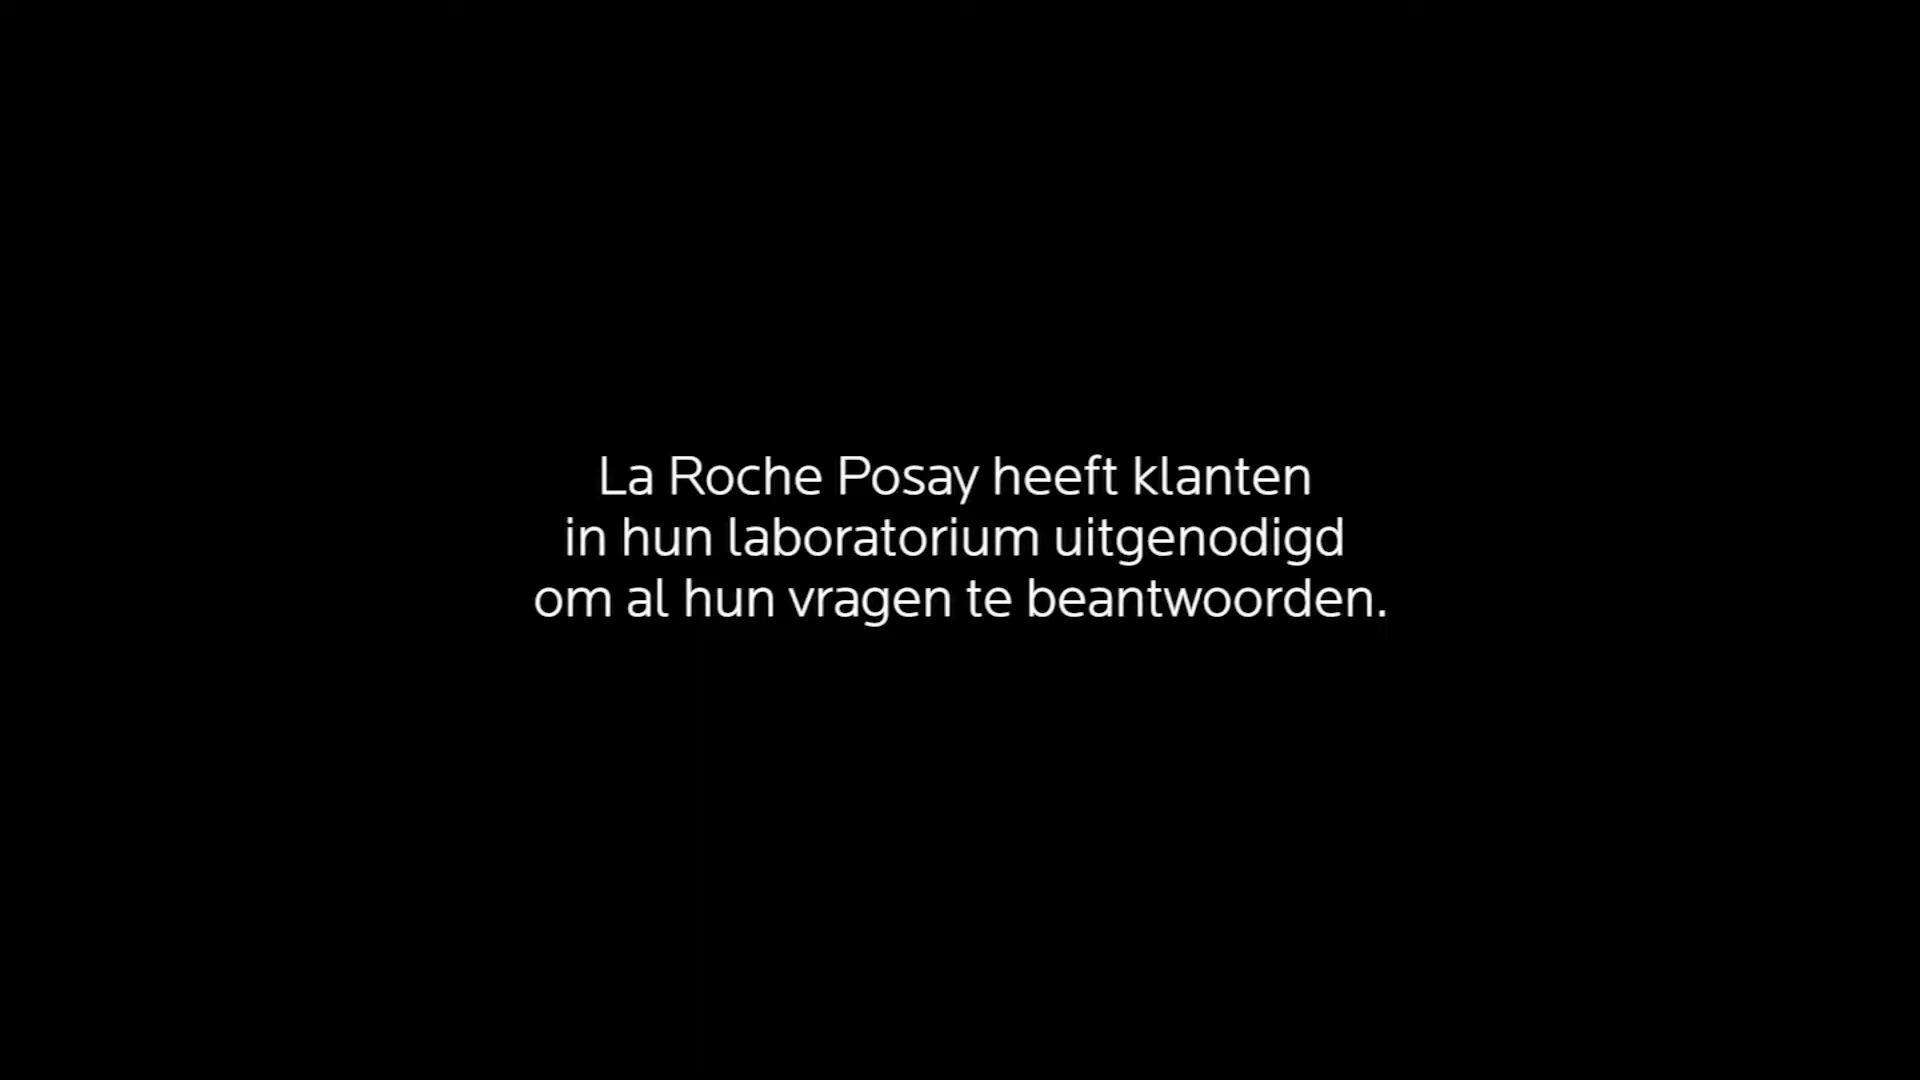 La Roche Posay heeft klanten
in hun laboratorium uitgenodigd
om al hun vragen te beantwoorden.